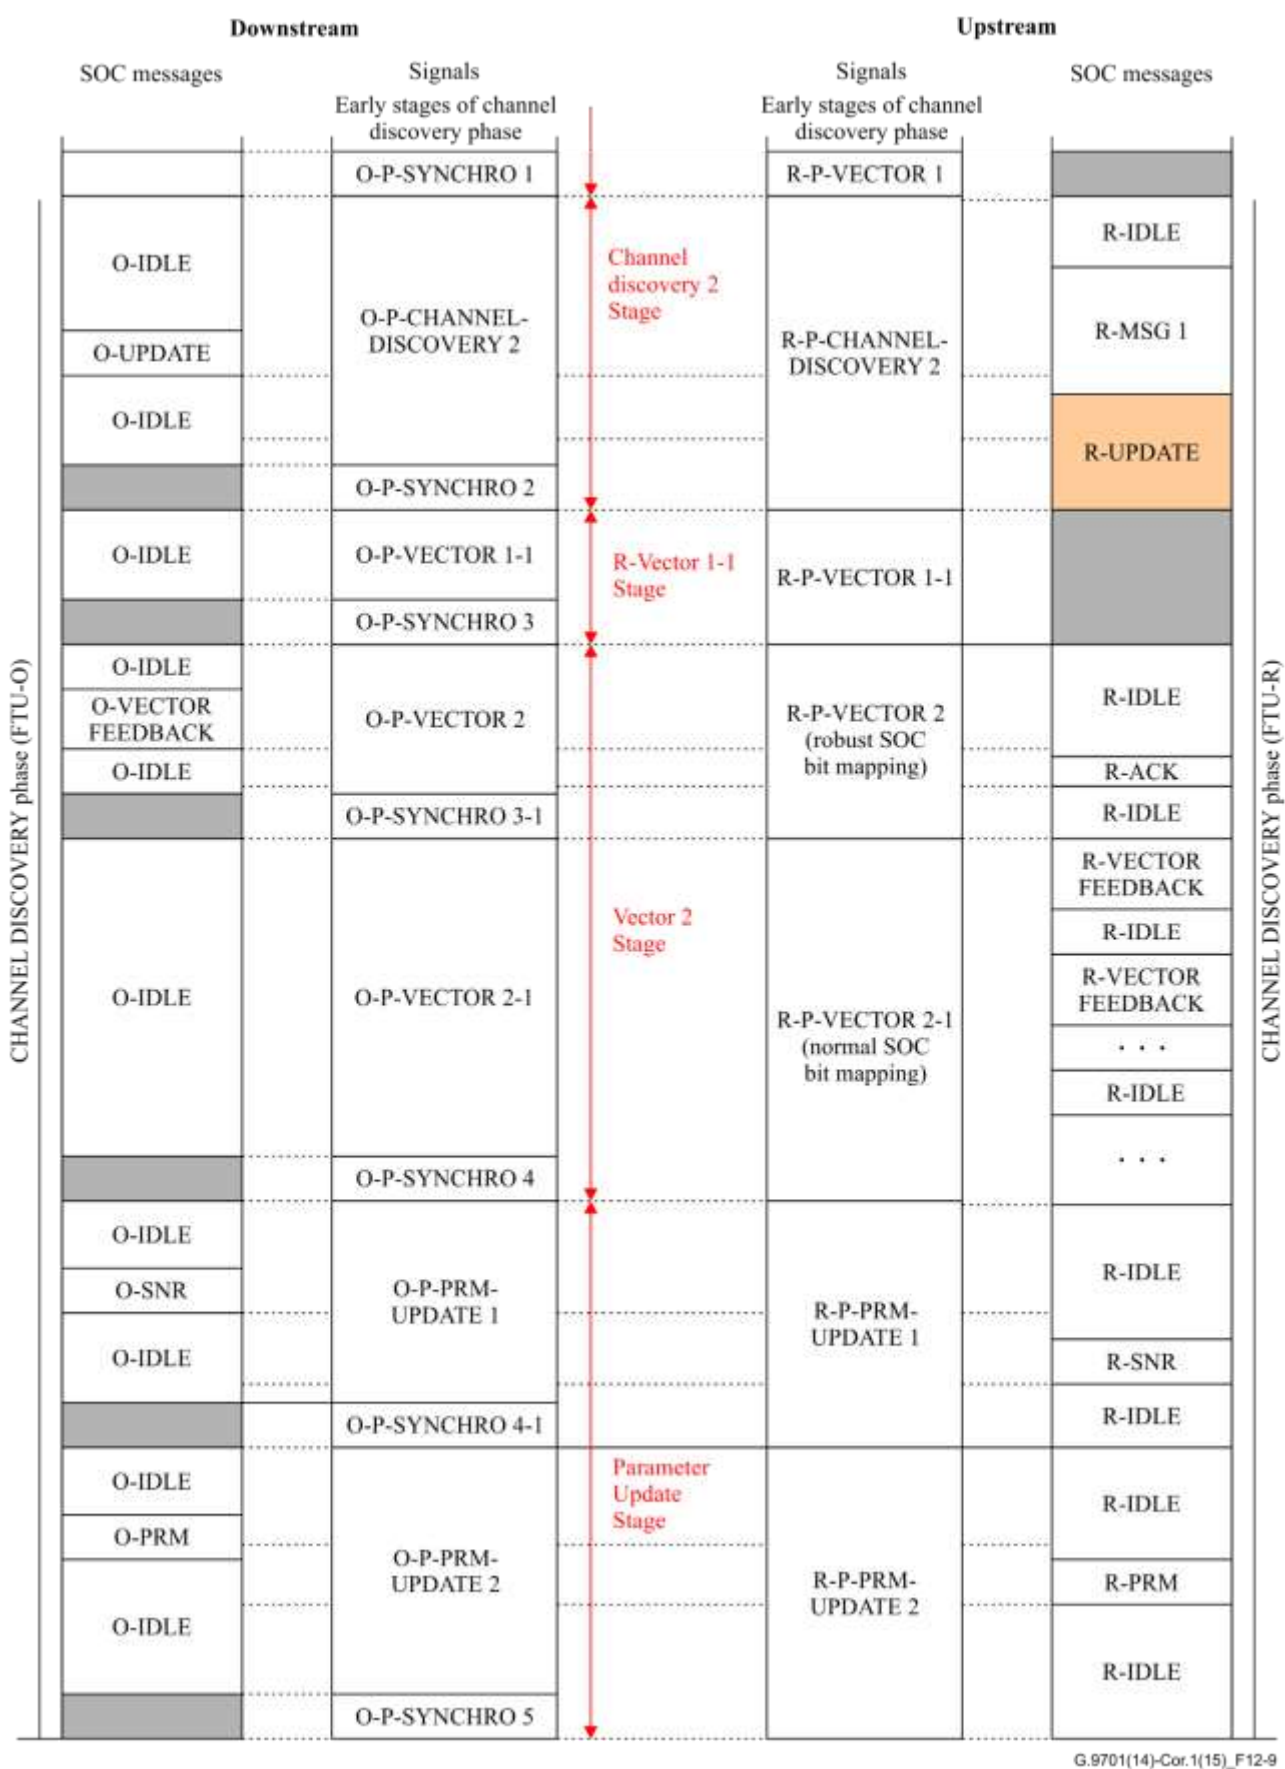 Downstream
Upstream
SOC messages
Signals
Signals
SOC messages
Early stages of channel
discovery phase
Early stages of channel
discovery phase
O-P-SYNCHRO 1
R-P-VECTOR 1
O-IDLE
O-UPDATE
O-IDLE
O-P-CHANNEL-
DISCOVERY 2
O-P-SYNCHRO 2
Channel
discovery 2
Stage
R-P-CHANNEL-
DISCOVERY 2
R-IDLE
R-MSG 1
R-UPDATE
O-IDLE
O-P-VECTOR 1-1
O-P-SYNCHRO 3
R-Vector 1-1
Stage
R-P-VECTOR 1-1
O-IDLE
O-VECTOR
FEEDBACK
O-IDLE
O-P-VECTOR 2
O-P-SYNCHRO 3-1
R-P-VECTOR 2
(robust SOC
bit mapping)
R-IDLE
R-ACK
R-IDLE
CHANNEL DISCOVERY phase (FTU-O)
CHANNEL DISCOVERY phase (FTU-R)
O-IDLE
O-P-VECTOR 2-1
O-P-SYNCHRO 4
Vector 2
Stage
R-P-VECTOR 2-1
(normal SOC
bit mapping)
R-VECTOR
FEEDBACK
R-IDLE
R-VECTOR
FEEDBACK
. . .
R-IDLE
. . .
O-IDLE
O-SNR
O-IDLE
O-P-PRM-
UPDATE 1
O-P-SYNCHRO 4-1
R-P-PRM-
UPDATE 1
R-IDLE
R-SNR
R-IDLE
Parameter
Update
Stage
O-IDLE
O-PRM
O-IDLE
O-P-PRM-
UPDATE 2
O-P-SYNCHRO 5
R-P-PRM-
UPDATE 2
R-IDLE
R-PRM
R-IDLE
G.9701(14)-Cor.1(15)_F12-9